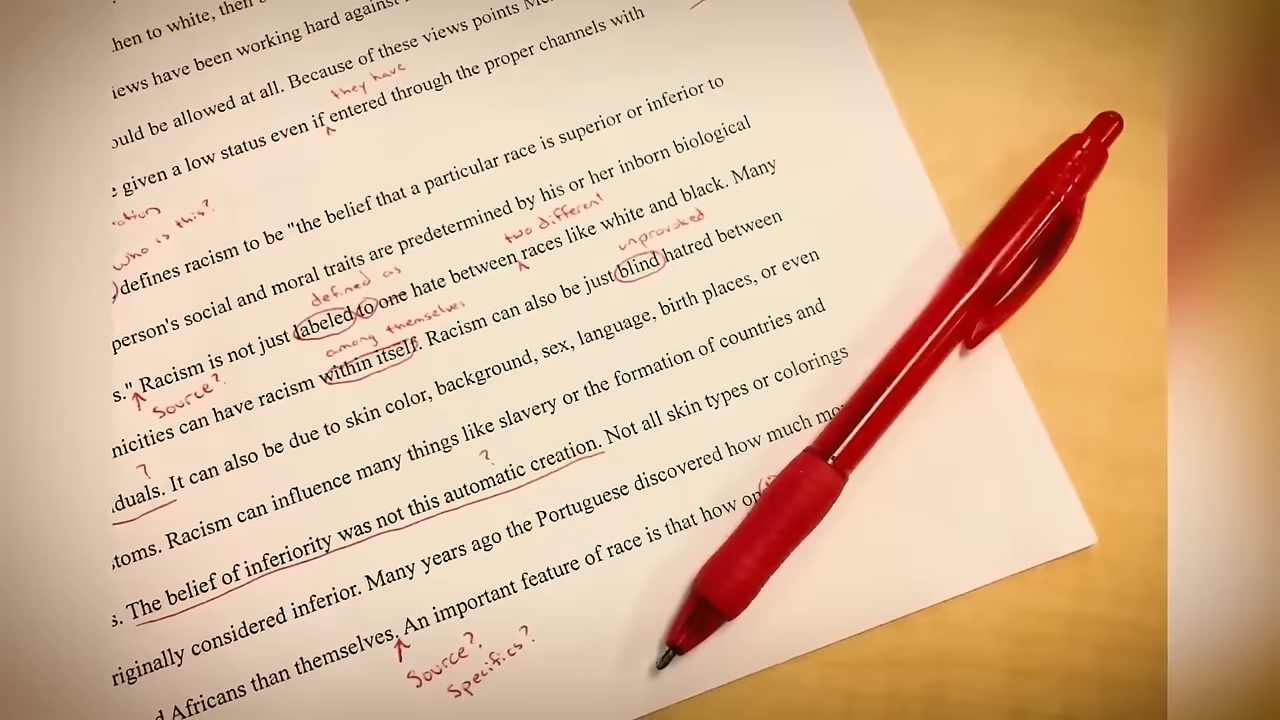 then to white, then
iews have been working hard against
ould be allowed at all. Because of these views points
they have
given a low status even if entered through the proper channels with
who is this?
defines racism to be "the belief that a particular race is superior or inferior to
person's social and moral traits are predetermined by his or her inborn biological
defined as
two different
s." Racism is not just labeled to one hate between races like white and black. Many
Source?
among themselves
unprovoked
nicities can have racism within itself. Racism can also be just blind hatred between
?
duals. It can also be due to skin color, background, sex, language, birth places, or even
stoms. Racism can influence many things like slavery or the formation of countries and
?
s. The belief of inferiority was not this automatic creation. Not all skin types or colorings
riginally considered inferior. Many years ago the Portuguese discovered how much
d Africans than themselves. An important feature of race is that how
Source?
Specifics?